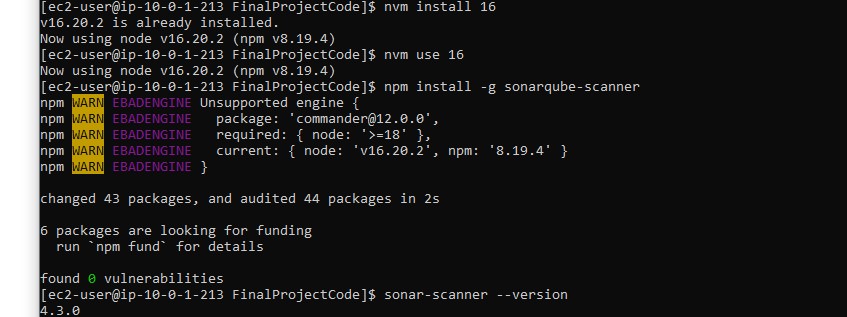 [ec2-user@ip-10-0-1-213 FinalProjectCode]$ nvm install 16
v16.20.2 is already installed.
Now using node v16.20.2 (npm v8.19.4)
[ec2-user@ip-10-0-1-213 FinalProjectCode]$ nvm use 16
Now using node v16.20.2 (npm v8.19.4)
[ec2-user@ip-10-0-1-213 FinalProjectCode]$ npm install -g sonarqube-scanner
npm WARN EBADENGINE Unsupported engine {
npm WARN EBADENGINE   package: 'commander@12.0.0',
npm WARN EBADENGINE   required: { node: '>=18' },
npm WARN EBADENGINE   current: { node: 'v16.20.2', npm: '8.19.4' }
npm WARN EBADENGINE }
changed 43 packages, and audited 44 packages in 2s
6 packages are looking for funding
  run `npm fund` for details
found 0 vulnerabilities
[ec2-user@ip-10-0-1-213 FinalProjectCode]$ sonar-scanner --version
4.3.0